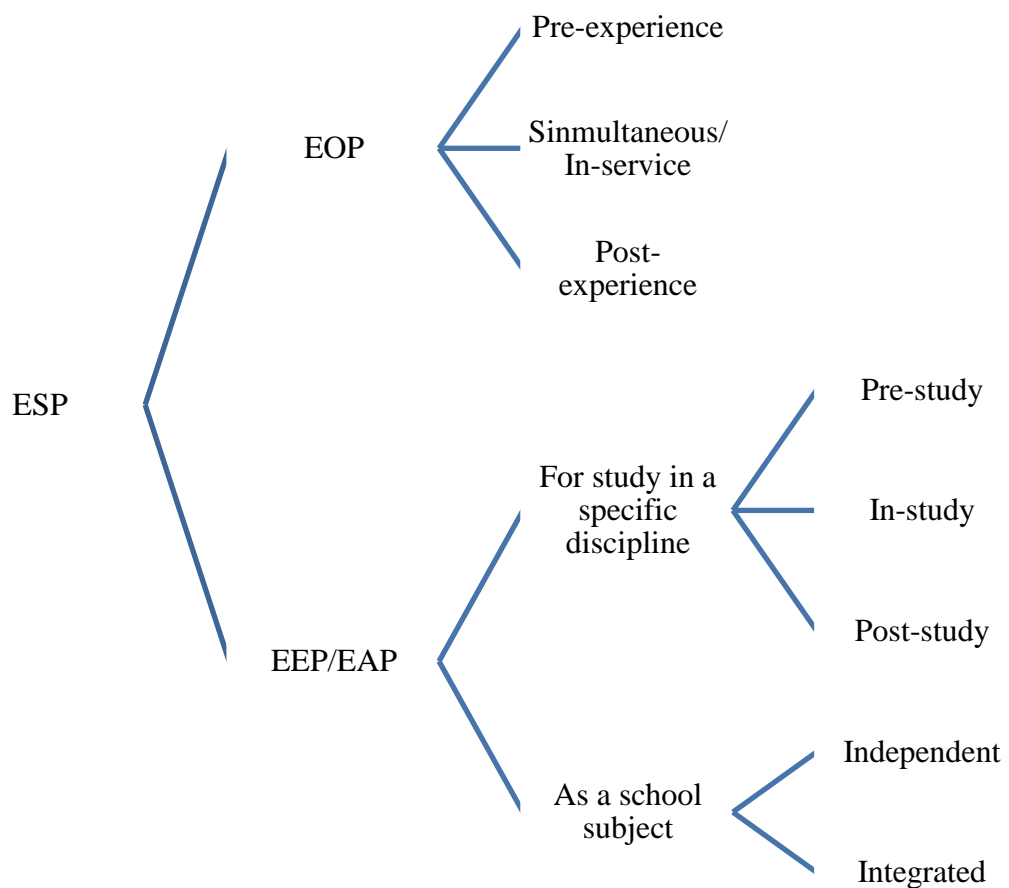 Pre-experience
EOP
Sinmultaneous/
In-service
Post-
experience
ESP
Pre-study
For study in a
specific
discipline
In-study
Post-study
EEP/EAP
Independent
As a school
subject
Integrated